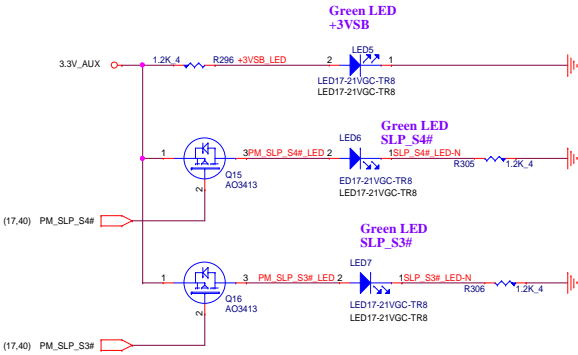 Green LED
+3VSB
3.3V_AUX
1.2K_4
R296
+3VSB_LED
2
LED5
1
LED17-21VGC-TR8
LED17-21VGC-TR8
Green LED
SLP_S4#
1
3
PM_SLP_S4#_LED
2
LED6
1
SLP_S4#_LED-N
R305
1.2K_4
Q15
AO3413
2
ED17-21VGC-TR8
LED17-21VGC-TR8
(17,40) PM_SLP_S4#
Green LED
SLP_S3#
1
3
PM_SLP_S3#_LED
2
LED7
1
SLP_S3#_LED-N
R306
1.2K_4
Q16
AO3413
2
LED17-21VGC-TR8
LED17-21VGC-TR8
(17,40) PM_SLP_S3#